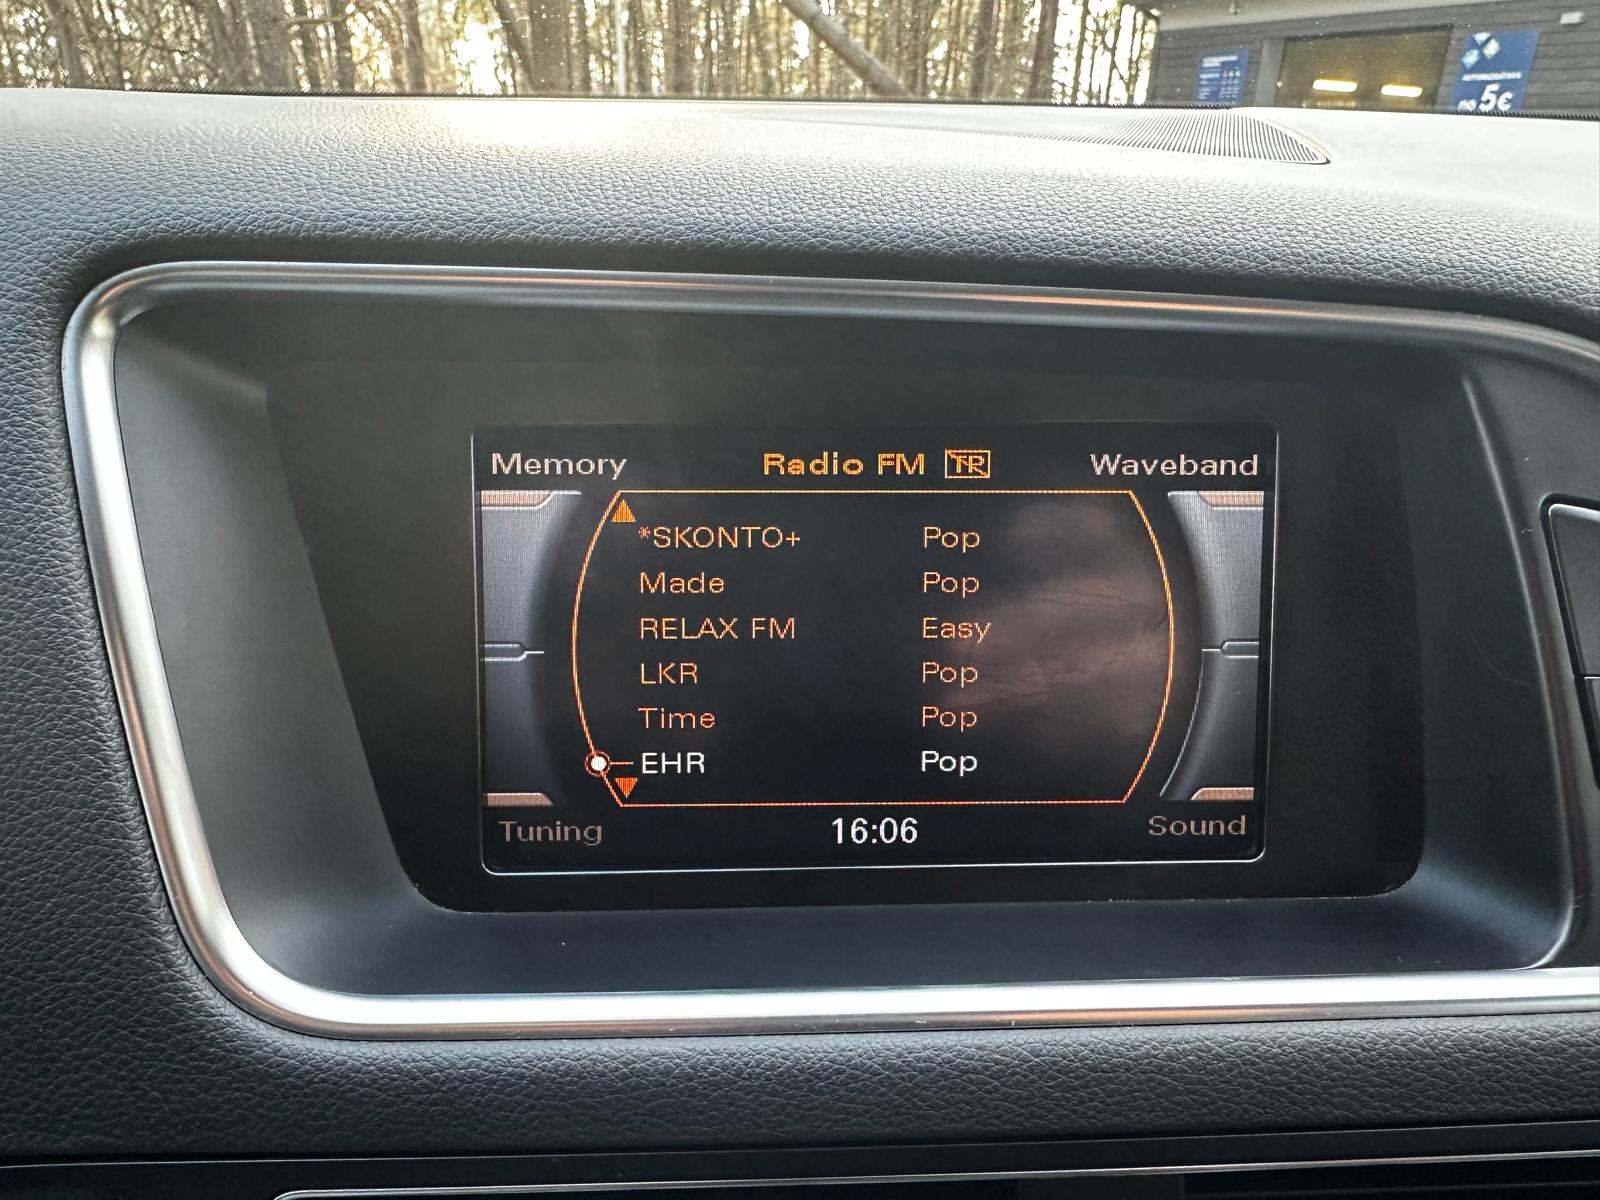 5€
Memory Radio FM TP Waveband
*SKONTO+ Pop
Made Pop
RELAX FM Easy
LKR Pop
Time Pop
EHR Pop
Tuning 16:06 Sound